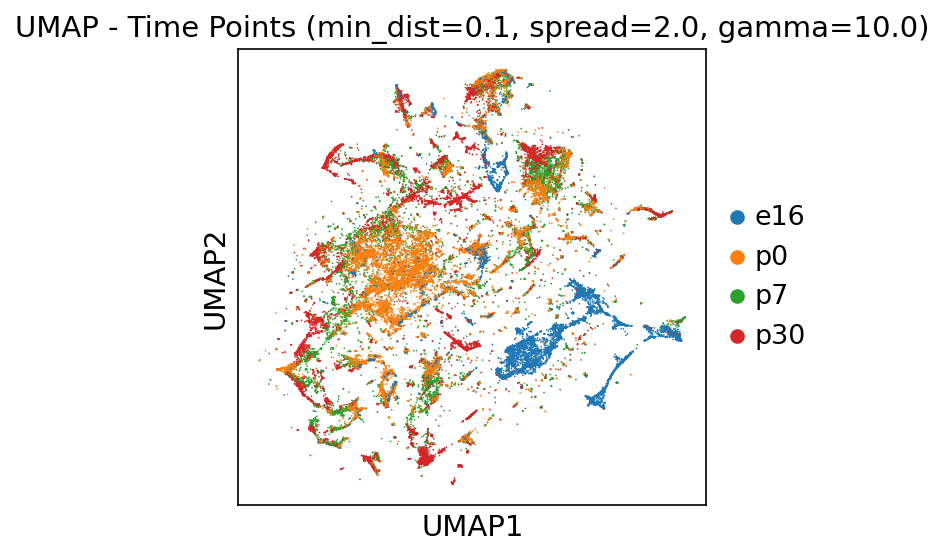 UMAP - Time Points (min_dist=0.1, spread=2.0, gamma=10.0)
UMAP2
e16
p0
p7
p30
UMAP1